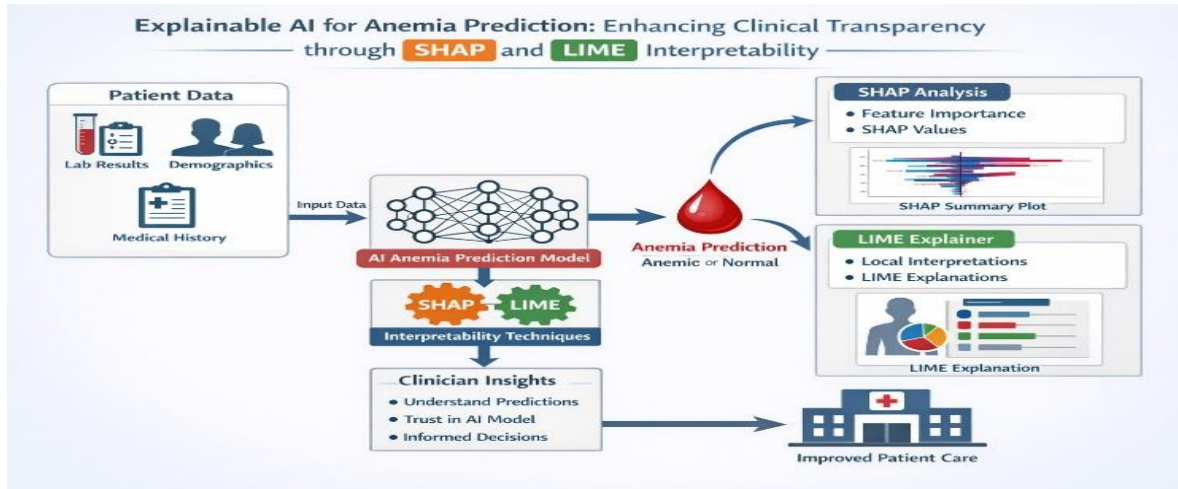 Explainable AI for Anemia Prediction: Enhancing Clinical Transparency
through SHAP and LIME Interpretability
Patient Data
Lab Results
Demographics
Medical History
Input Data
AI Anemia Prediction Model
SHAP
LIME
Interpretability Techniques
Clinician Insights
• Understand Predictions
• Trust in AI Model
• Informed Decisions
Anemia Prediction
Anemic or Normal
SHAP Analysis
• Feature Importance
• SHAP Values
SHAP Summary Plot
LIME Explainer
• Local Interpretations
• LIME Explanations
LIME Explanation
Improved Patient Care